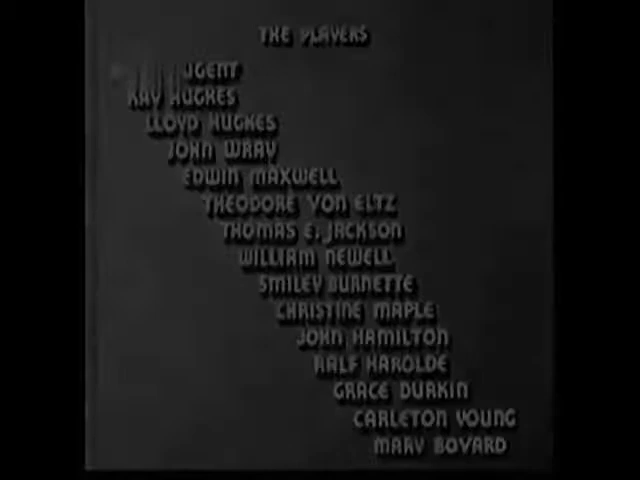 THE PLAYERS
UGENT
KAY HUGHES
LLOYD HUGHES
JOHN WRAY
EDWIN MAXWELL
THEODORE VON ELTZ
THOMAS E. JACKSON
WILLIAM NEWELL
SMILEY BURNETTE
CHRISTINE MAPLE
JOHN HAMILTON
RALF HAROLDE
GRACE DURKIN
CARLETON YOUNG
MARY BOVARD